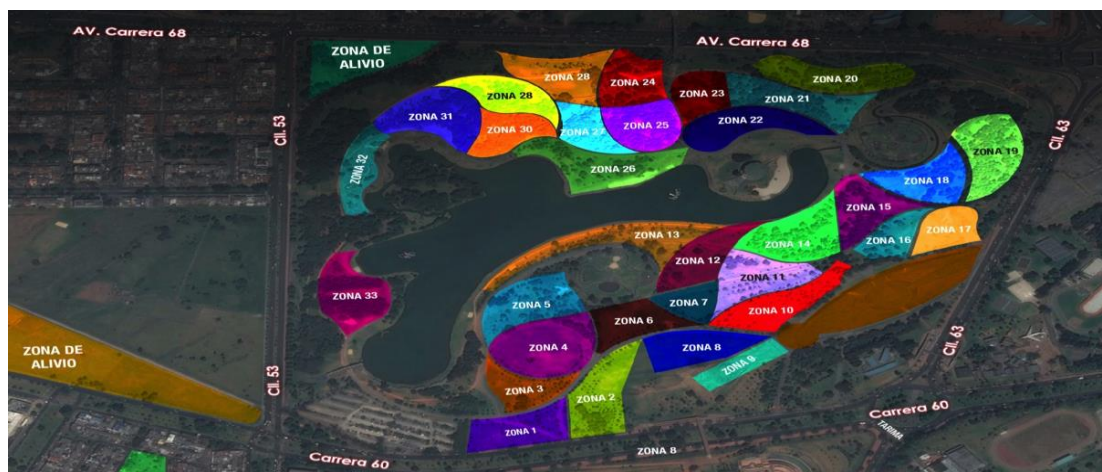 AV. Carrera 68
AV. Carrera 68
ZONA DE
ALIVIO
ZONA 28
ZONA 24
ZONA 20
ZONA 23
ZONA 21
ZONA 28
ZONA 31
ZONA 30
ZONA 27
ZONA 25
ZONA 22
Cll. 53
Cll. 63
ZONA 32
ZONA 26
ZONA 19
ZONA 18
ZONA 15
ZONA 13
ZONA 14
ZONA 16
ZONA 17
ZONA 12
ZONA 11
ZONA 33
ZONA 5
ZONA 7
ZONA 10
ZONA 6
ZONA 4
ZONA 8
ZONA 9
Cll. 63
ZONA DE
ALIVIO
Cll. 53
ZONA 3
ZONA 2
ZONA 1
Carrera 60
TARIMA
Carrera 60
ZONA 8